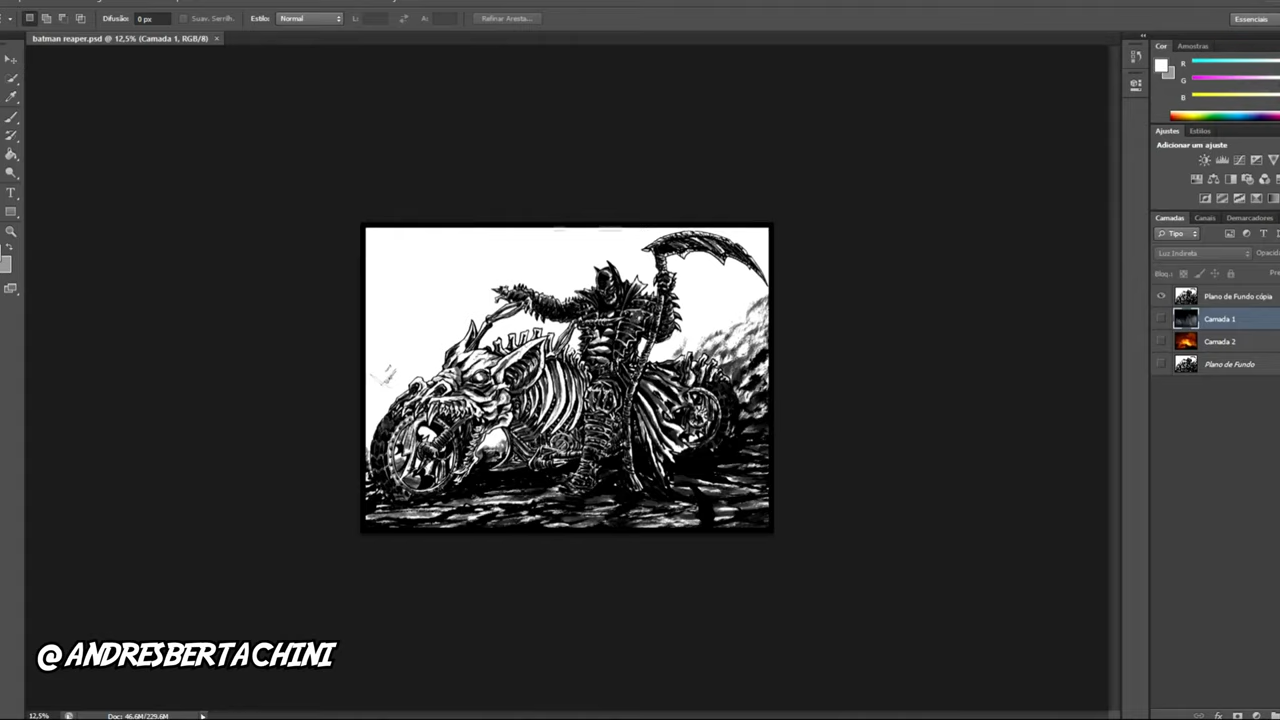 Difusão: 0 px
Suav. Serrilh.
Estilo: Normal
L:
A:
Refinar Aresta...
Essenciais
batman reaper.psd @ 12,5% (Camada 1, RGB/8) ×
Cor Amostras
R
G
B
Ajustes Estilos
Adicionar um ajuste
Camadas Canais Demarcadores
Tipo
Luz Indireta Opacida
Bloq.: Pre
Plano de Fundo cópia
Camada 1
Camada 2
Plano de Fundo
@ANDRESBERTACHINI
12,5% Doc: 46,6M/229,6M